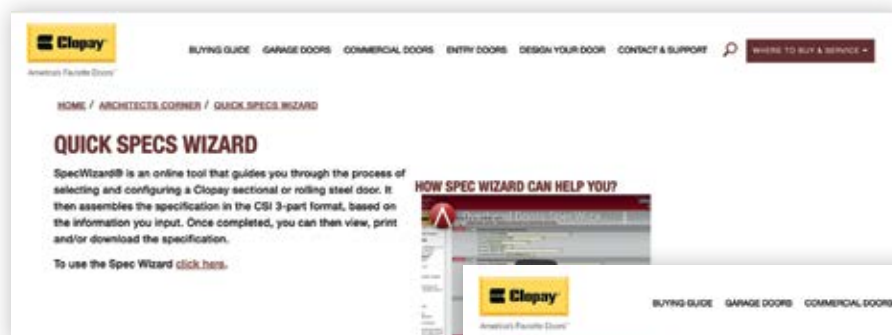 Clopay
BUYING GUIDE GARAGE DOORS COMMERCIAL DOORS ENTRY DOORS DESIGN YOUR DOOR CONTACT & SUPPORT WHERE TO BUY & SERVICE
America's Favorite Doors™
HOME / ARCHITECTS CORNER / QUICK SPECS WIZARD
QUICK SPECS WIZARD
SpecWizard® is an online tool that guides you through the process of
selecting and configuring a Clopay sectional or rolling steel door. It
then assembles the specification in the CSI 3-part format, based on
the information you input. Once completed, you can then view, print
and/or download the specification.
To use the Spec Wizard click here.
HOW SPEC WIZARD CAN HELP YOU?
Clopay
BUYING GUIDE GARAGE DOORS COMMERCIAL DOORS
America's Favorite Doors™